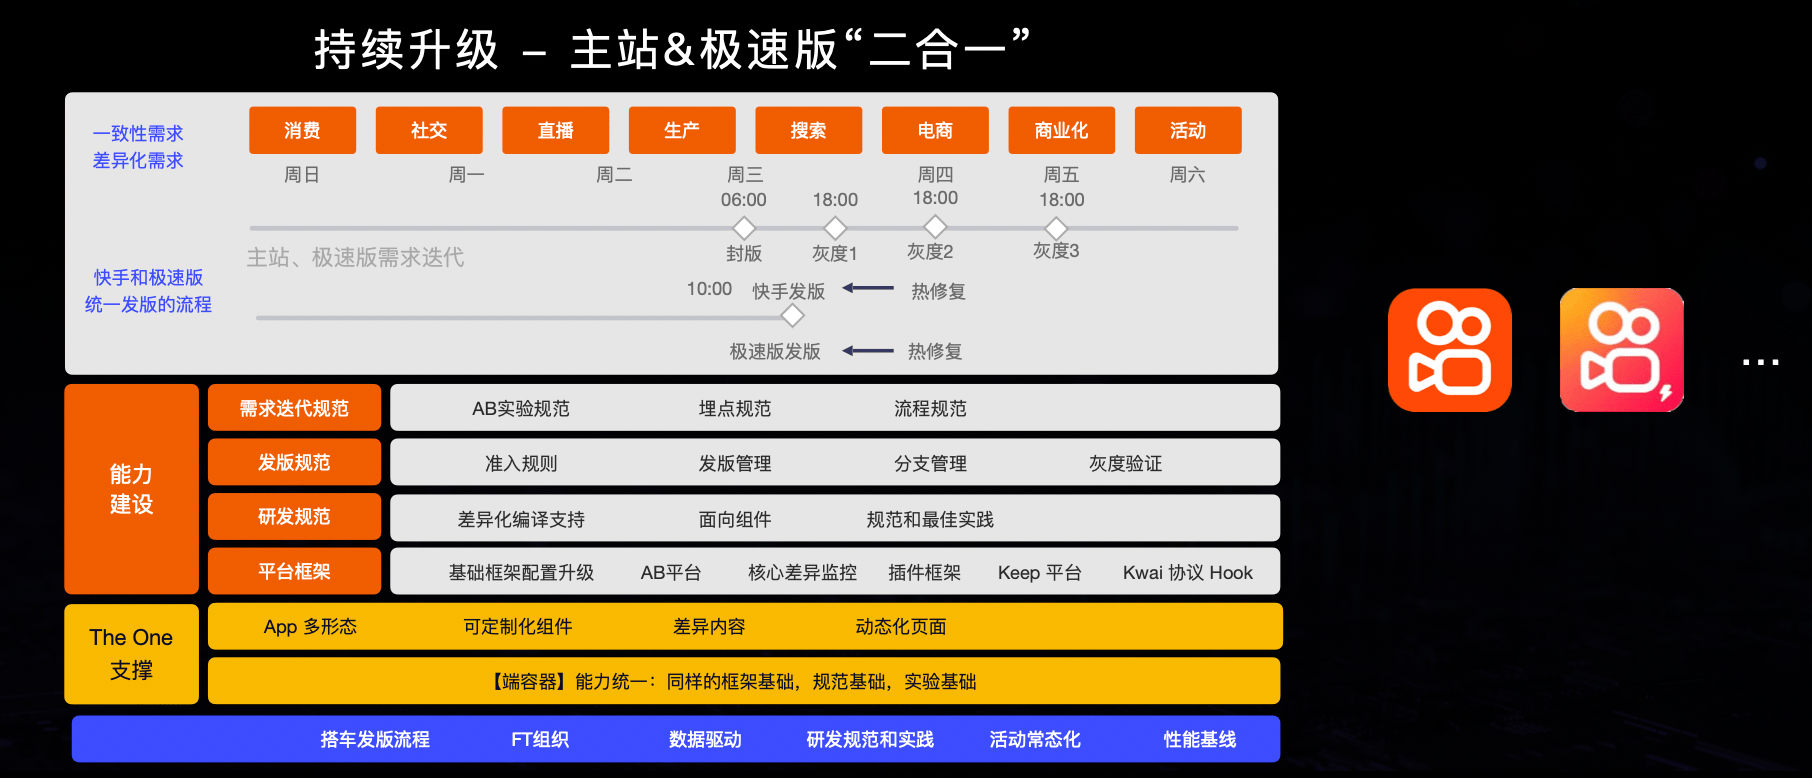 持续升级 – 主站&极速版“二合一”
一致性需求
差异化需求
消费 社交 直播 生产 搜索 电商 商业化 活动
周日 周一 周二 周三 周四 周五 周六
06:00 18:00 18:00 18:00
封版 灰度1 灰度2 灰度3
主站、极速版需求迭代
快手和极速版
统一发版的流程
10:00 快手发版 热修复
极速版发版 热修复
能力
建设
需求迭代规范 AB实验规范 埋点规范 流程规范
发版规范 准入规则 发版管理 分支管理 灰度验证
研发规范 差异化编译支持 面向组件 规范和最佳实践
平台框架 基础框架配置升级 AB平台 核心差异监控 插件框架 Keep 平台 Kwai 协议 Hook
The One
支撑
App 多形态 可定制化组件 差异内容 动态化页面
【端容器】能力统一：同样的框架基础，规范基础，实验基础
搭车发版流程 FT组织 数据驱动 研发规范和实践 活动常态化 性能基线
...